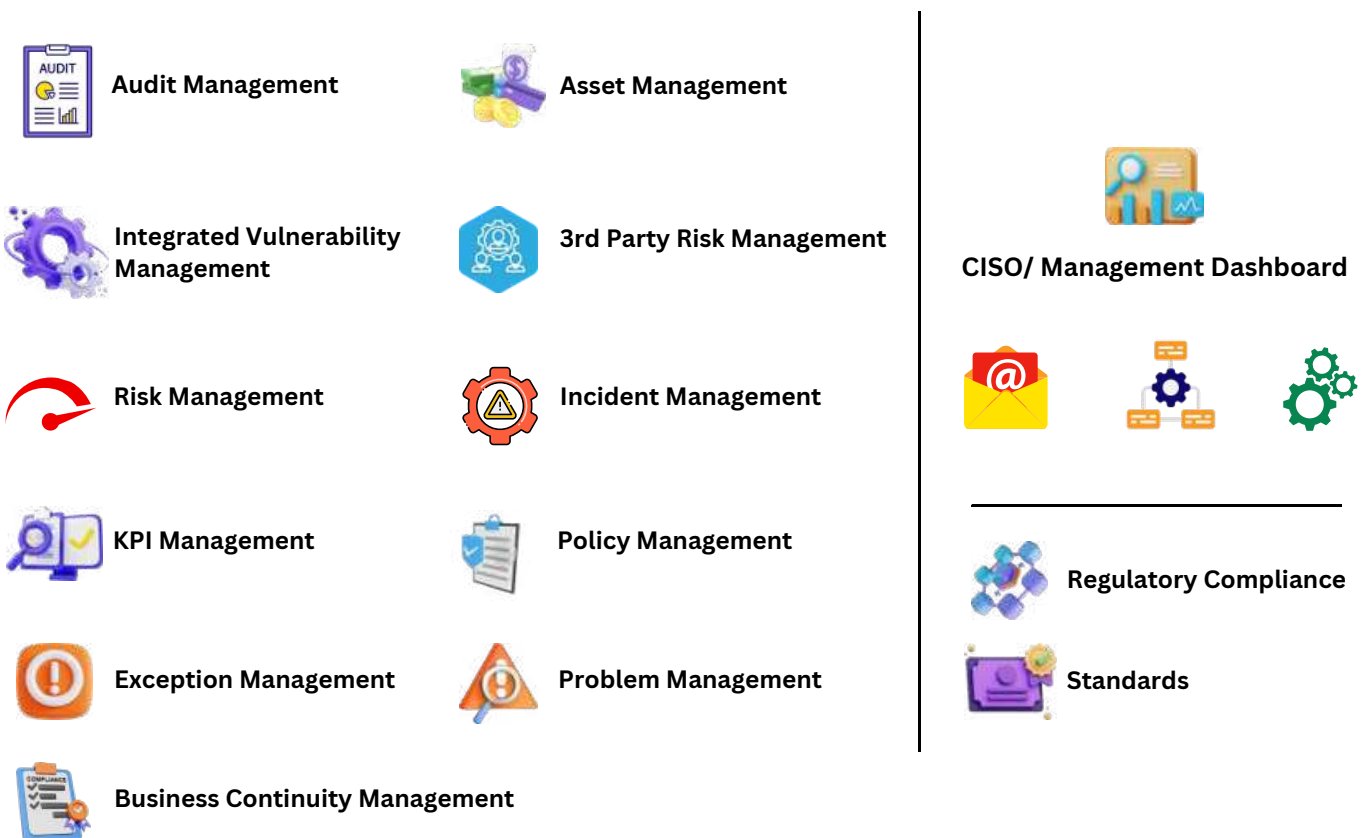 AUDIT
Audit Management
Asset Management
Integrated Vulnerability
Management
3rd Party Risk Management
Risk Management
Incident Management
KPI Management
Policy Management
Exception Management
Problem Management
COMPLIANCE
Business Continuity Management
CISO/ Management Dashboard
@
Regulatory Compliance
Standards